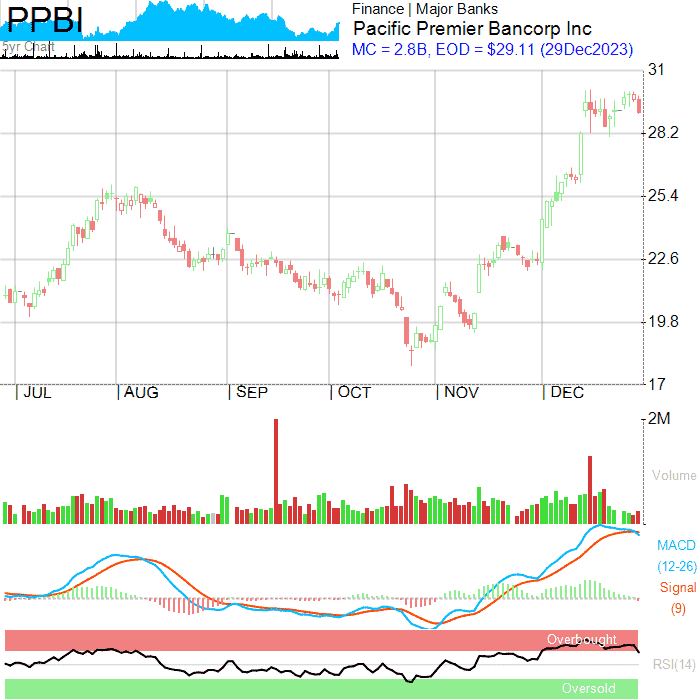 PPBI
5yr Chart
Finance | Major Banks
Pacific Premier Bancorp Inc
MC = 2.8B, EOD = $29.11 (29Dec2023)
31
28.2
25.4
22.6
19.8
17
JUL AUG SEP OCT NOV DEC
2M
Volume
MACD
(12-26)
Signal
(9)
Overbought
RSI(14)
Oversold